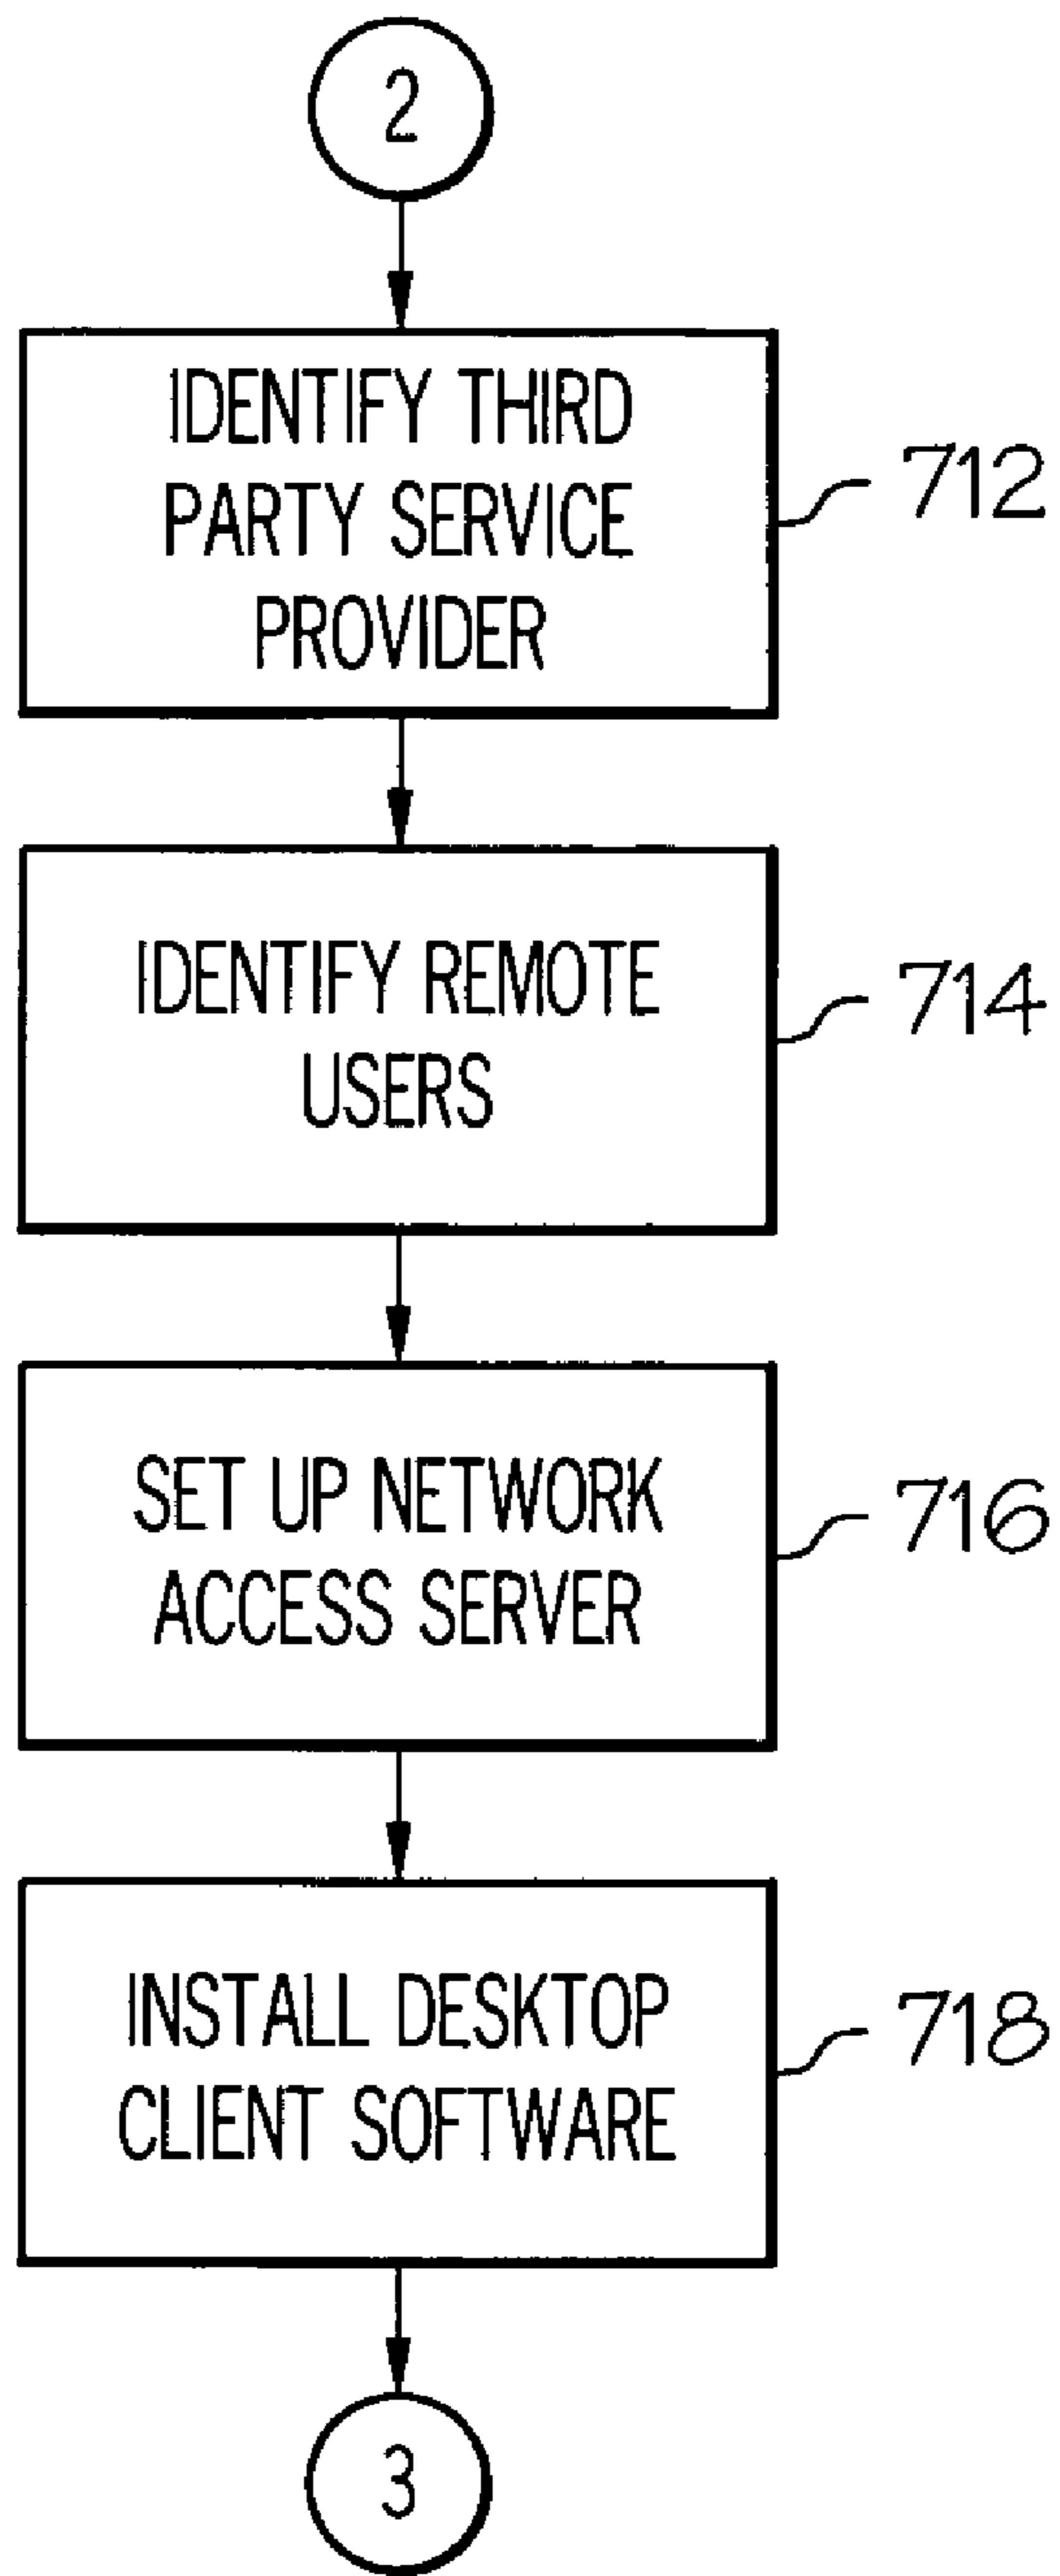 2
IDENTIFY THIRD
PARTY SERVICE
PROVIDER
712
IDENTIFY REMOTE
USERS
714
SET UP NETWORK
ACCESS SERVER
716
INSTALL DESKTOP
CLIENT SOFTWARE
718
3